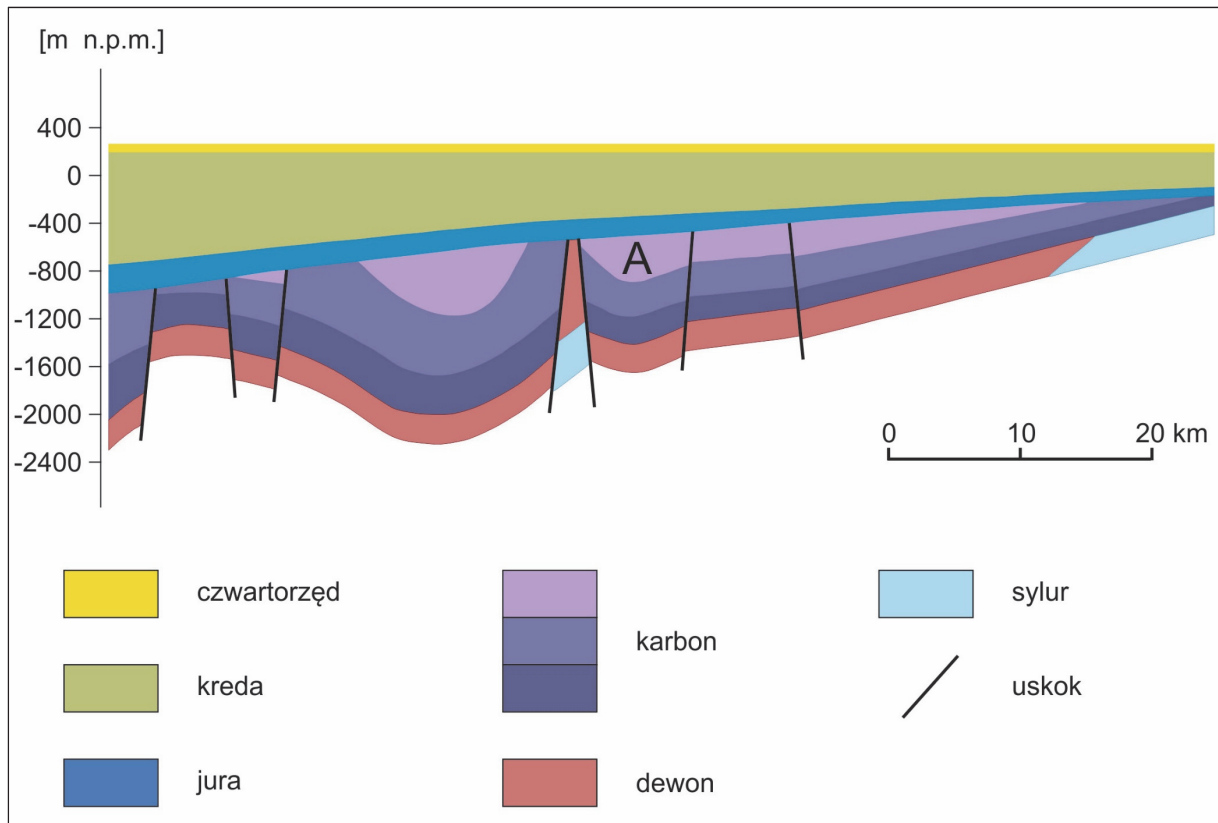 [m n.p.m.]
400
0
-400
-800
-1200
-1600
-2000
-2400
A
0 10 20 km
czwartorzęd
kreda
jura
karbon
dewon
sylur
uskok